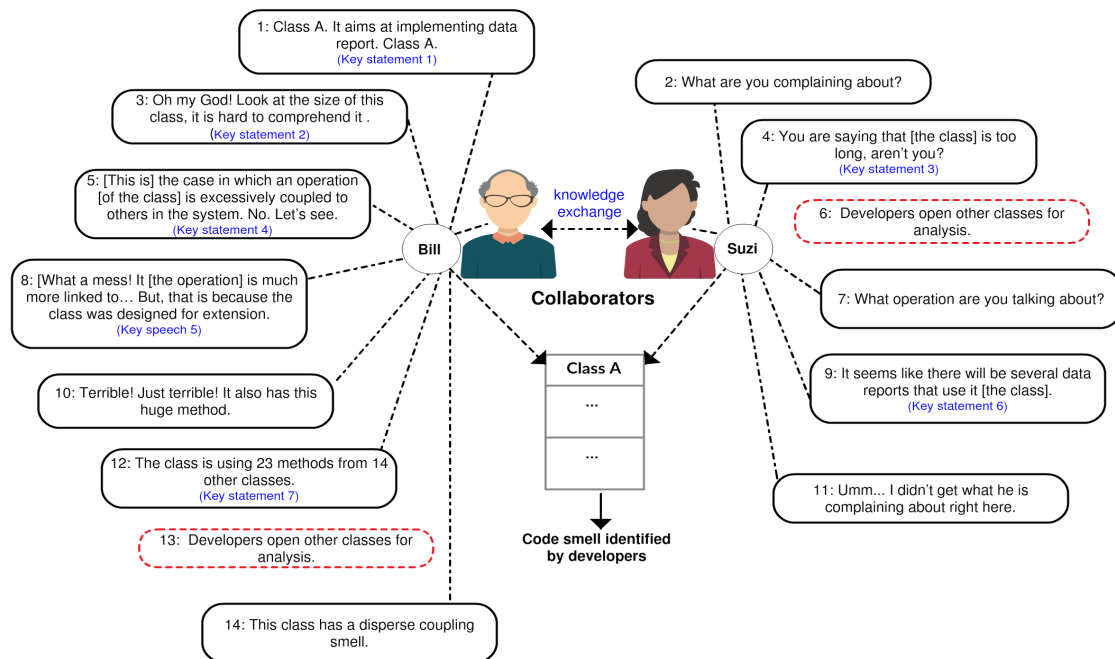 1: Class A. It aims at implementing data
report. Class A.
(Key statement 1)
2: What are you complaining about?
3: Oh my God! Look at the size of this
class, it is hard to comprehend it .
(Key statement 2)
4: You are saying that [the class] is too
long, aren't you?
(Key statement 3)
5: [This is] the case in which an operation
[of the class] is excessively coupled to
others in the system. No. Let's see.
(Key statement 4)
knowledge
exchange
6: Developers open other classes for
analysis.
Bill
Suzi
Collaborators
7: What operation are you talking about?
8: [What a mess! It [the operation] is much
more linked to... But, that is because the
class was designed for extension.
(Key speech 5)
Class A
...
...
9: It seems like there will be several data
reports that use it [the class].
(Key statement 6)
10: Terrible! Just terrible! It also has this
huge method.
11: Umm... I didn't get what he is
complaining about right here.
12: The class is using 23 methods from 14
other classes.
(Key statement 7)
13: Developers open other classes for
analysis.
Code smell identified
by developers
14: This class has a disperse coupling
smell.